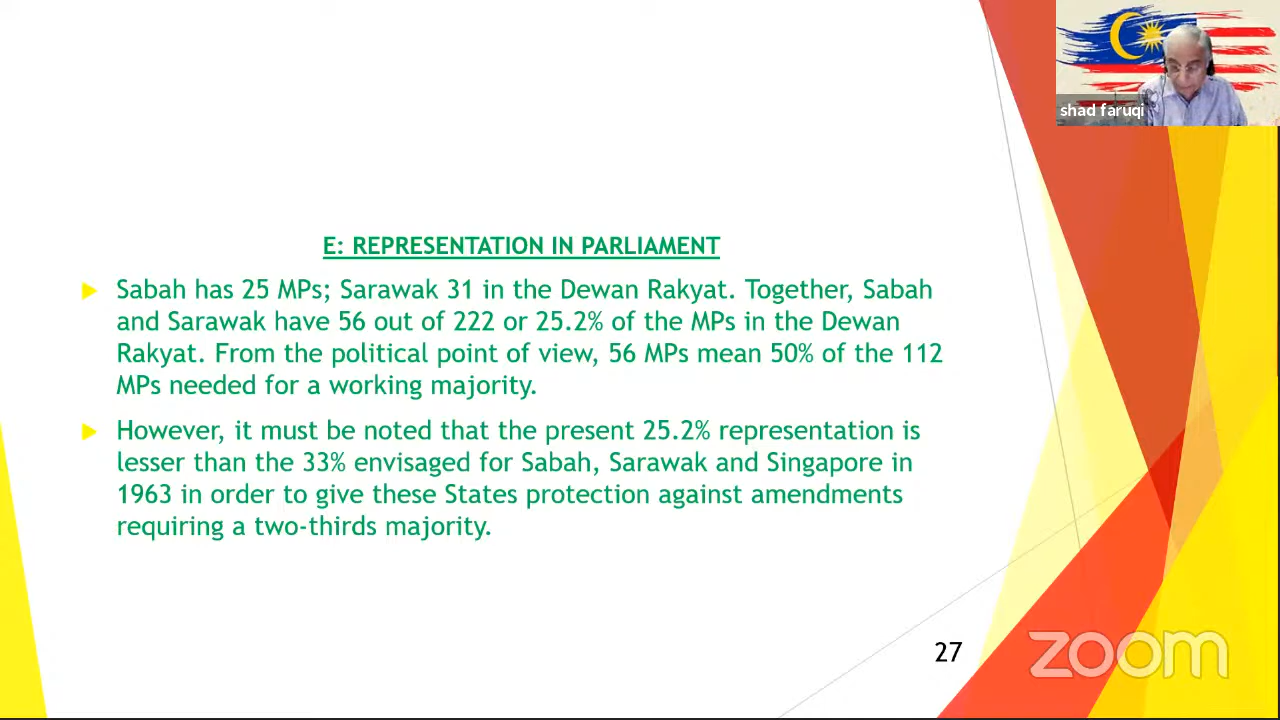 shad faruqi
E: REPRESENTATION IN PARLIAMENT
Sabah has 25 MPs; Sarawak 31 in the Dewan Rakyat. Together, Sabah
and Sarawak have 56 out of 222 or 25.2% of the MPs in the Dewan
Rakyat. From the political point of view, 56 MPs mean 50% of the 112
MPs needed for a working majority.
However, it must be noted that the present 25.2% representation is
lesser than the 33% envisaged for Sabah, Sarawak and Singapore in
1963 in order to give these States protection against amendments
requiring a two-thirds majority.
27
zoom